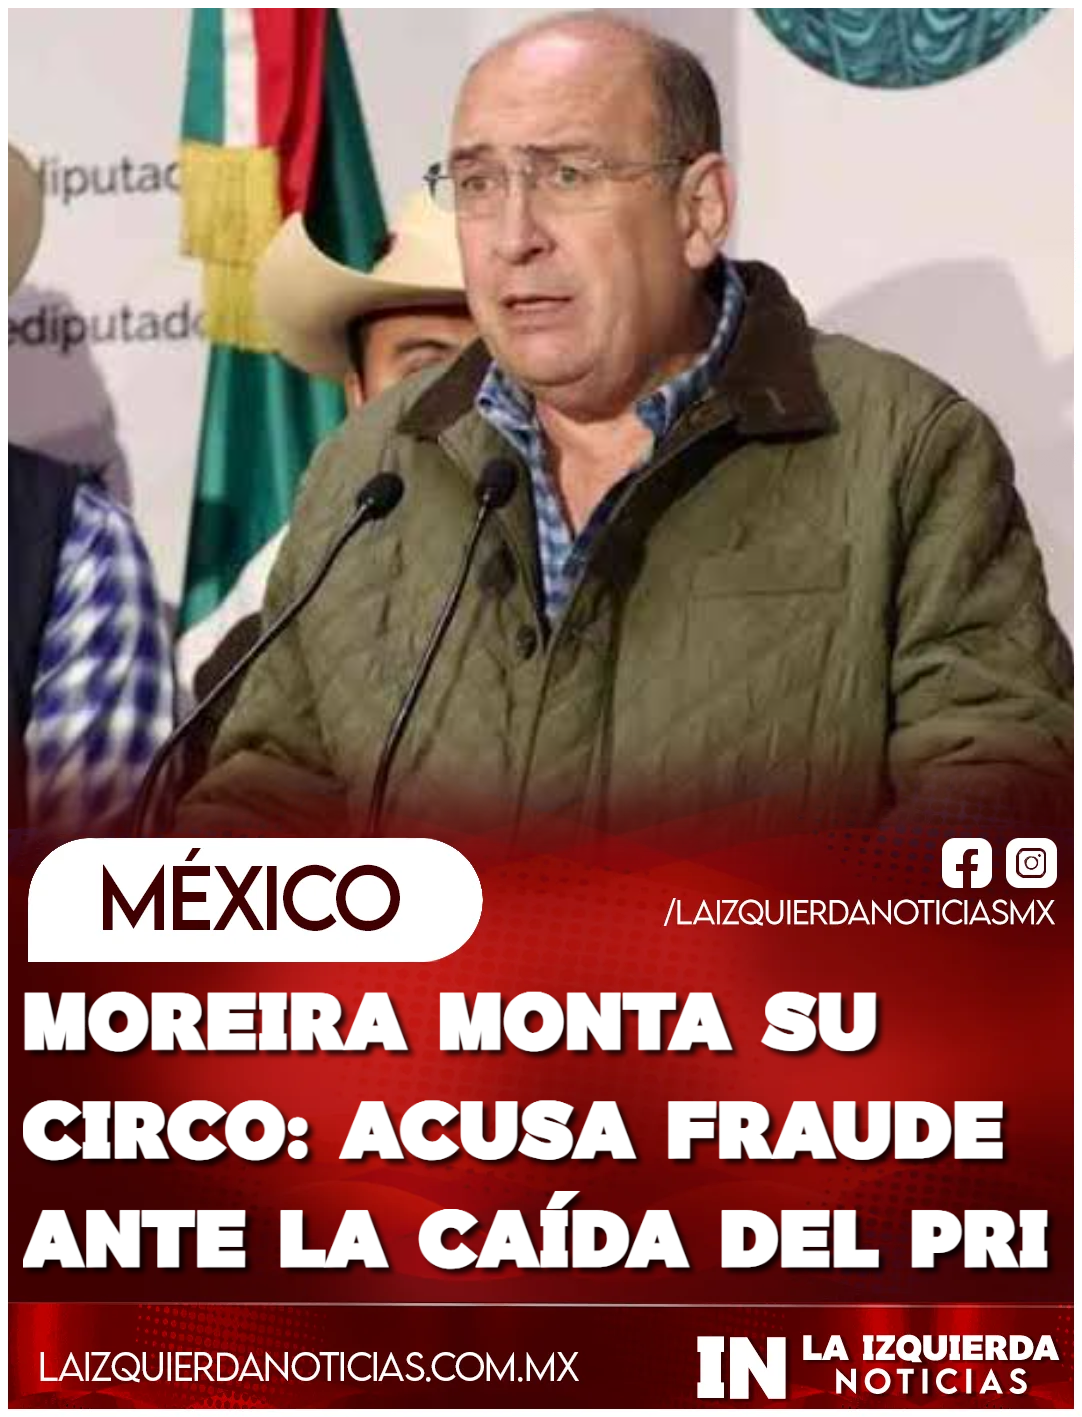 diputad
ediputado
MÉXICO
/LAIZQUIERDANOTICIASMX
MOREIRA MONTA SU
CIRCO: ACUSA FRAUDE
ANTE LA CAÍDA DEL PRI
LAIZQUIERDANOTICIAS.COM.MX
IN LA IZQUIERDA
NOTICIAS